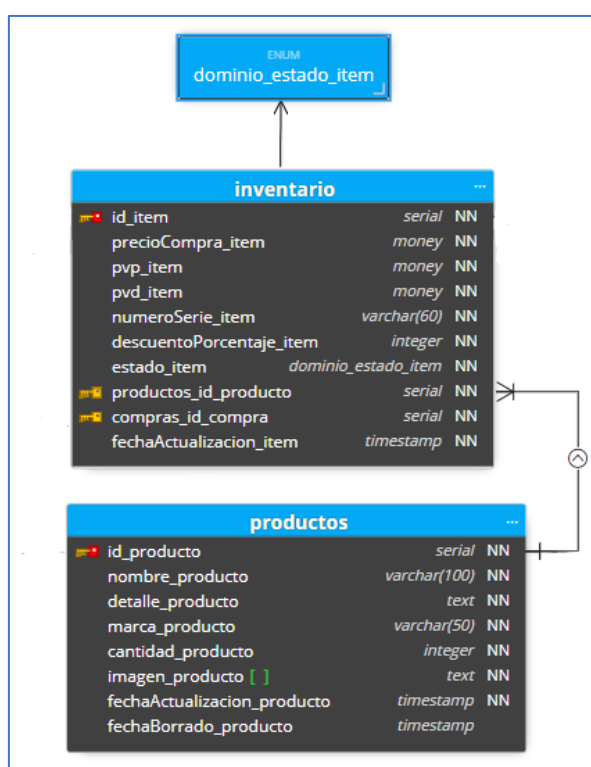 ENUM
dominio_estado_item
inventario ...
id_item serial NN
precioCompra_item money NN
pvp_item money NN
pvd_item money NN
numeroSerie_item varchar(60) NN
descuentoPorcentaje_item integer NN
estado_item dominio_estado_item NN
productos_id_producto serial NN
compras_id_compra serial NN
fechaActualizacion_item timestamp NN
productos ...
id_producto serial NN
nombre_producto varchar(100) NN
detalle_producto text NN
marca_producto varchar(50) NN
cantidad_producto integer NN
imagen_producto [ ] text NN
fechaActualizacion_producto timestamp NN
fechaBorrado_producto timestamp